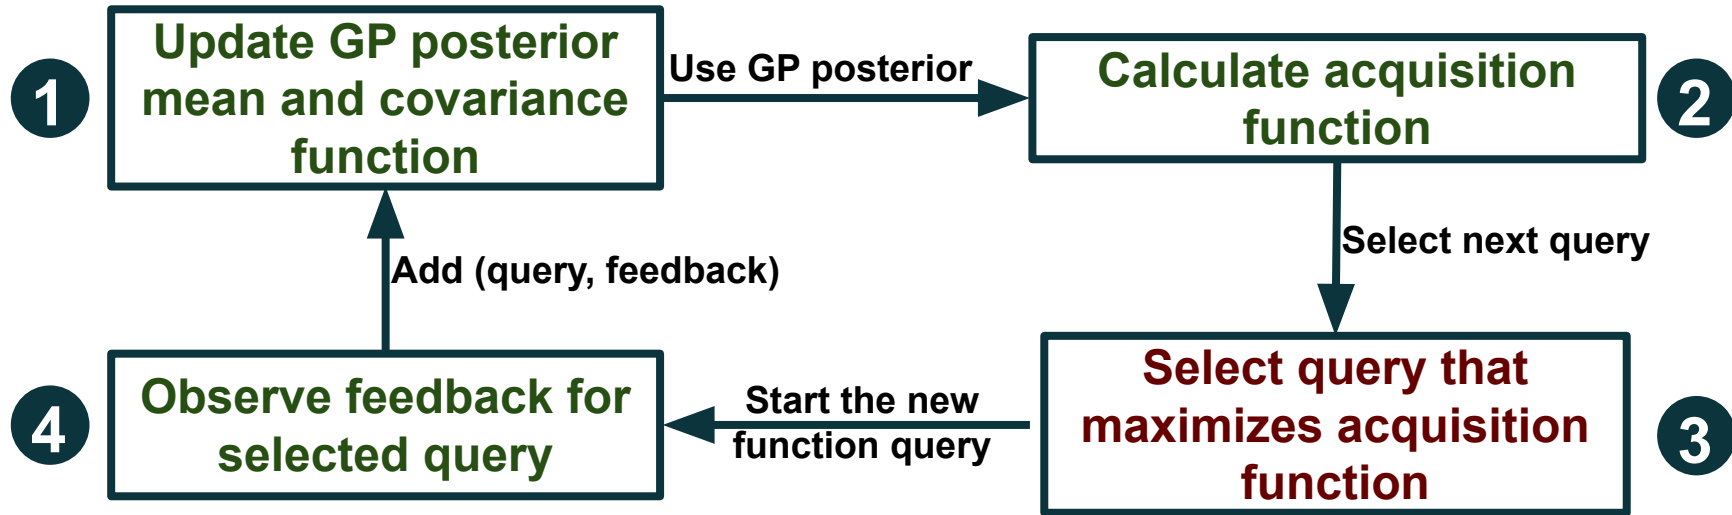 1
Update GP posterior
mean and covariance
function
Use GP posterior
Calculate acquisition
function
2
Select next query
Add (query, feedback)
4
Observe feedback for
selected query
Start the new
function query
Select query that
maximizes acquisition
function
3